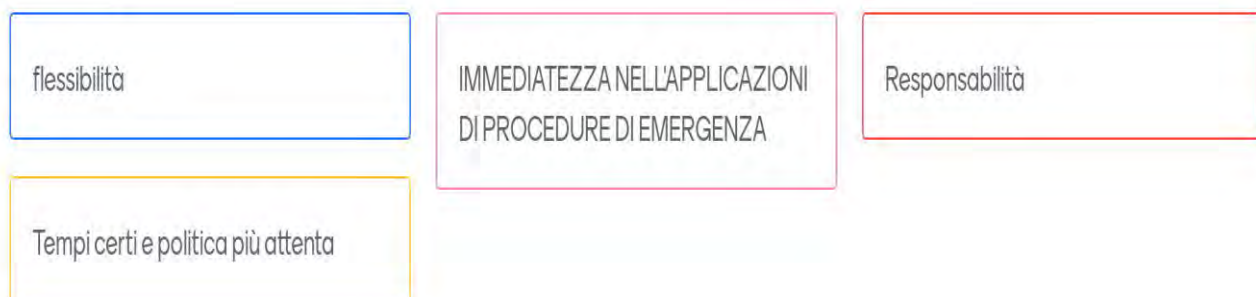 flessibilità
IMMEDIATEZZA NELL'APPLICAZIONI
DI PROCEDURE DI EMERGENZA
Responsabilità
Tempi certi e politica più attenta